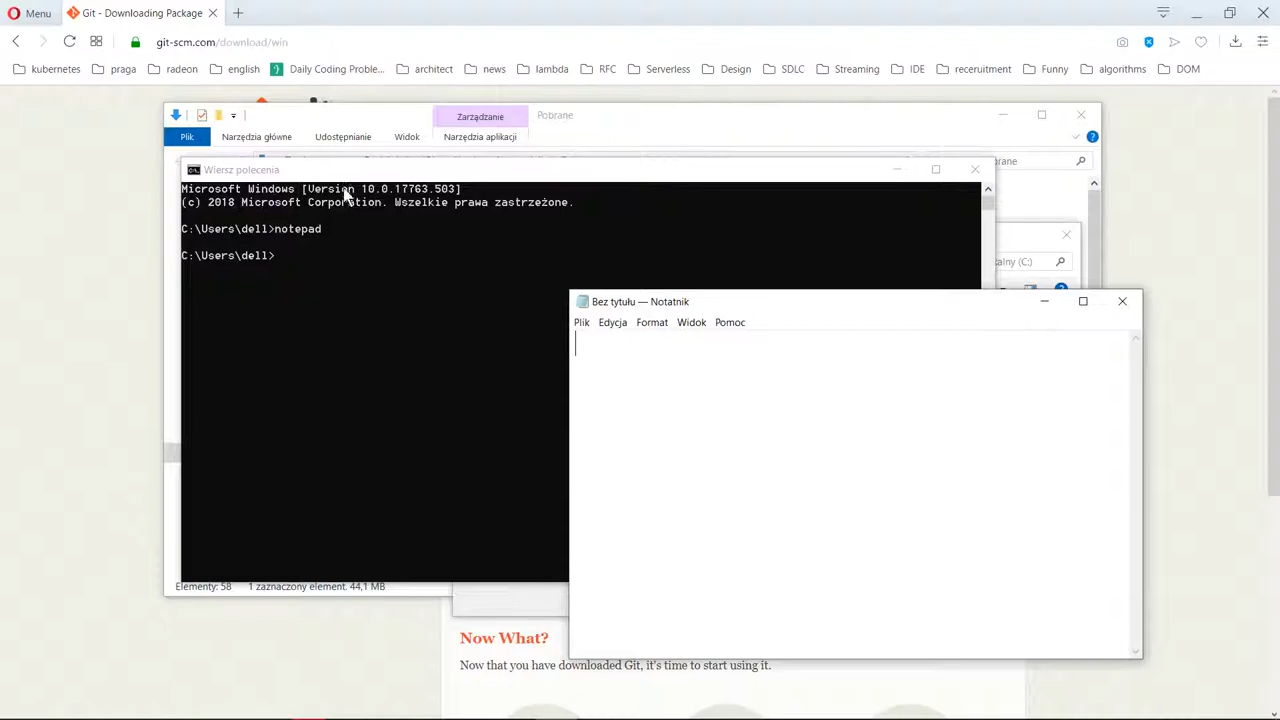 Menu
Git - Downloading Package
git-scm.com/download/win
kubernetes
praga
radeon
english
Daily Coding Proble...
architect
news
lambda
RFC
Serverless
Design
SDLC
Streaming
IDE
recruitment
Funny
algorithms
DOM
Zarządzanie
Pobrane
Plik
Narzędzia główne
Udostępnianie
Widok
Narzędzia aplikacji
Wiersz polecenia
Microsoft Windows [Version 10.0.17763.503]
(c) 2018 Microsoft Corporation. Wszelkie prawa zastrzeżone.
C:\Users\dell>notepad
C:\Users\dell>
Bez tytułu — Notatnik
Plik Edycja Format Widok Pomoc
Elementy: 58 1 zaznaczony element. 44,1 MB
Now What?
Now that you have downloaded Git, it's time to start using it.